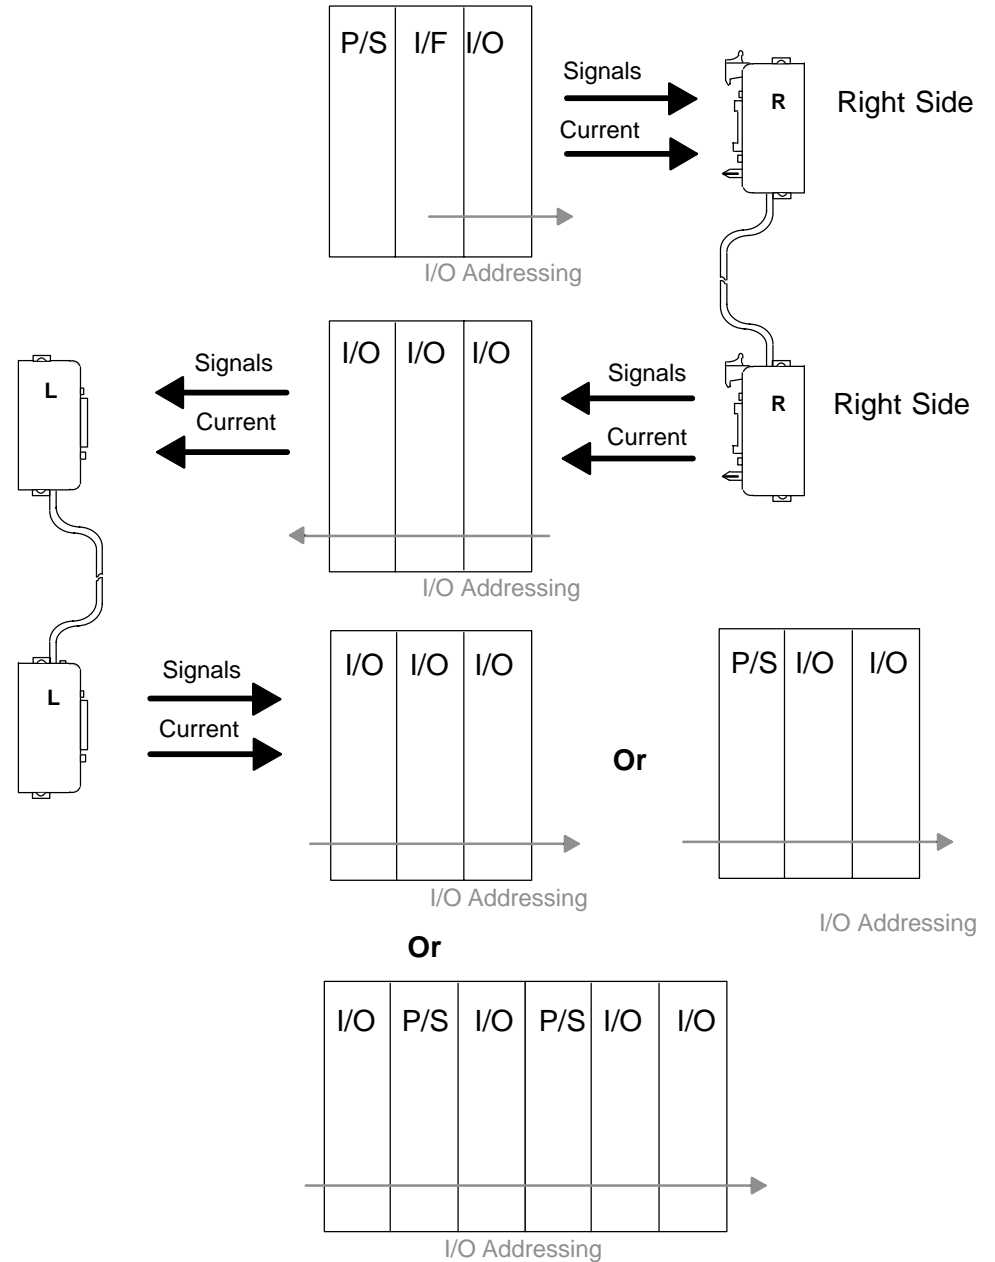 P/S I/F I/O
Signals
Current
R
Right Side
I/O Addressing
I/O I/O I/O
L
Signals
Current
Signals
Current
R
Right Side
I/O Addressing
L
Signals
Current
I/O I/O I/O
I/O Addressing
Or
P/S I/O I/O
I/O Addressing
Or
I/O P/S I/O P/S I/O I/O
I/O Addressing